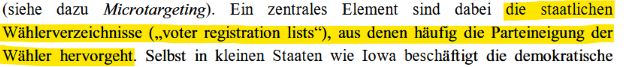 (siehe dazu Microtargeting). Ein zentrales Element sind dabei die staatlichen
Wählerverzeichnisse („voter registration lists“), aus denen häufig die Parteineigung der
Wähler hervorgeht. Selbst in kleinen Staaten wie Iowa beschäftigt die demokratische